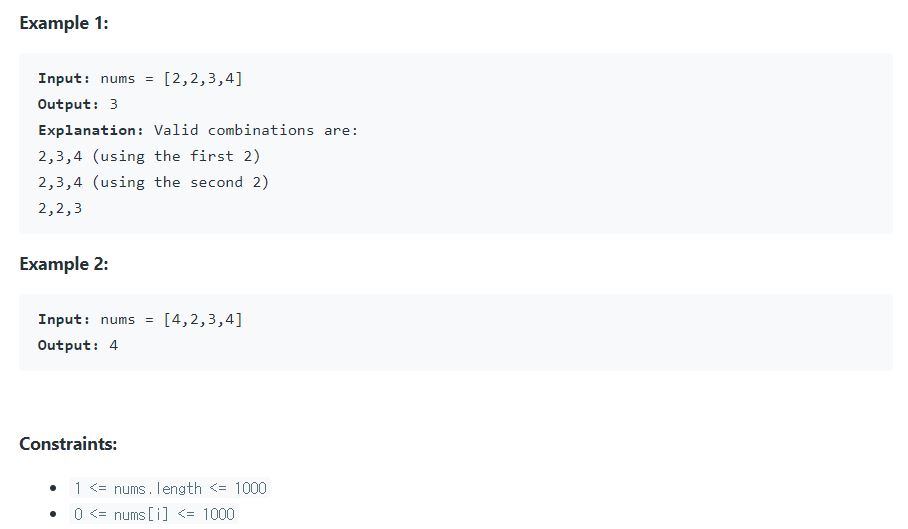 Example 1:
Input: nums = [2,2,3,4]
Output: 3
Explanation: Valid combinations are:
2,3,4 (using the first 2)
2,3,4 (using the second 2)
2,2,3
Example 2:
Input: nums = [4,2,3,4]
Output: 4
Constraints:
• 1 <= nums.length <= 1000
• 0 <= nums[i] <= 1000